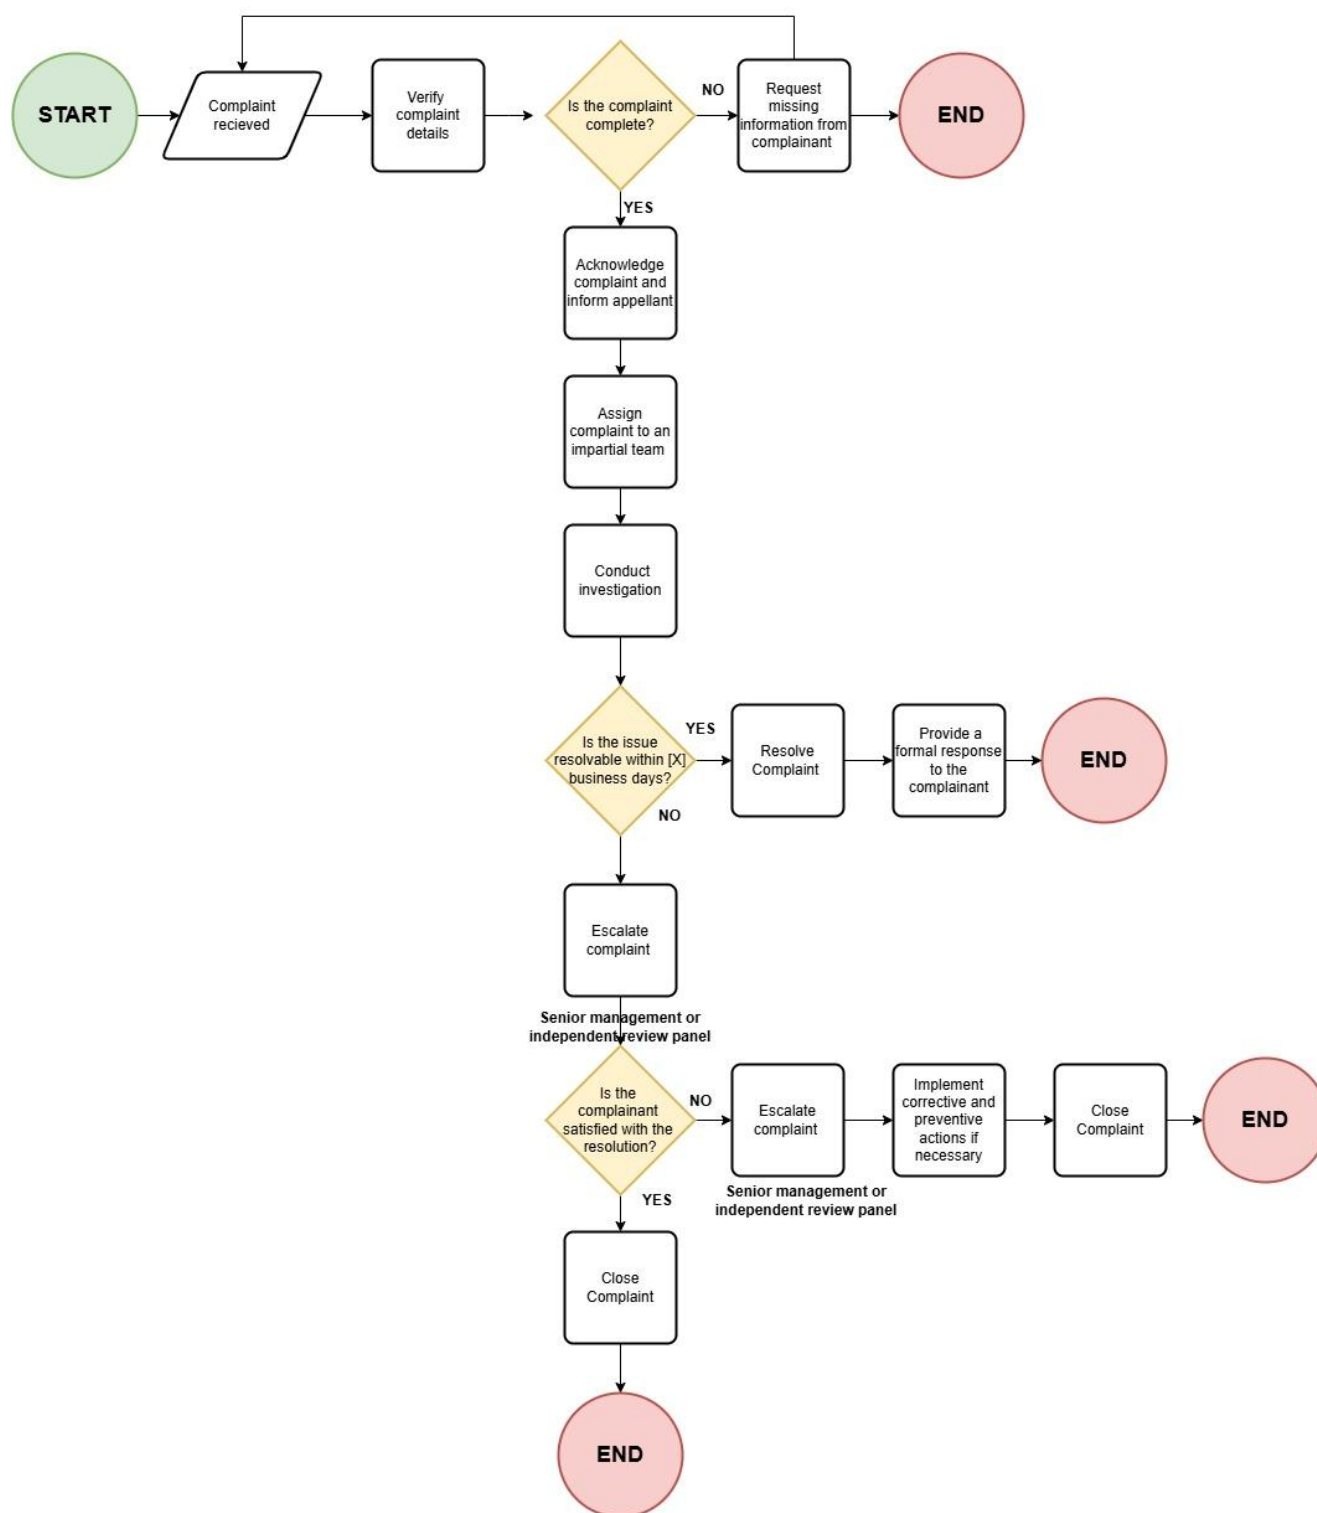 START
Complaint
recieved
Verify
complaint
details
Is the complaint
complete?
NO
Request
missing
information from
complainant
END
YES
Acknowledge
complaint and
inform appellant
Assign
complaint to an
impartial team
Conduct
investigation
Is the issue
resolvable within [X]
business days?
YES
Resolve
Complaint
Provide a
formal response
to the
complainant
END
NO
Escalate
complaint
Senior management or
independent review panel
Is the
complainant
satisfied with the
resolution?
NO
Escalate
complaint
Senior management or
independent review panel
Implement
corrective and
preventive
actions if
necessary
Close
Complaint
END
YES
Close
Complaint
END